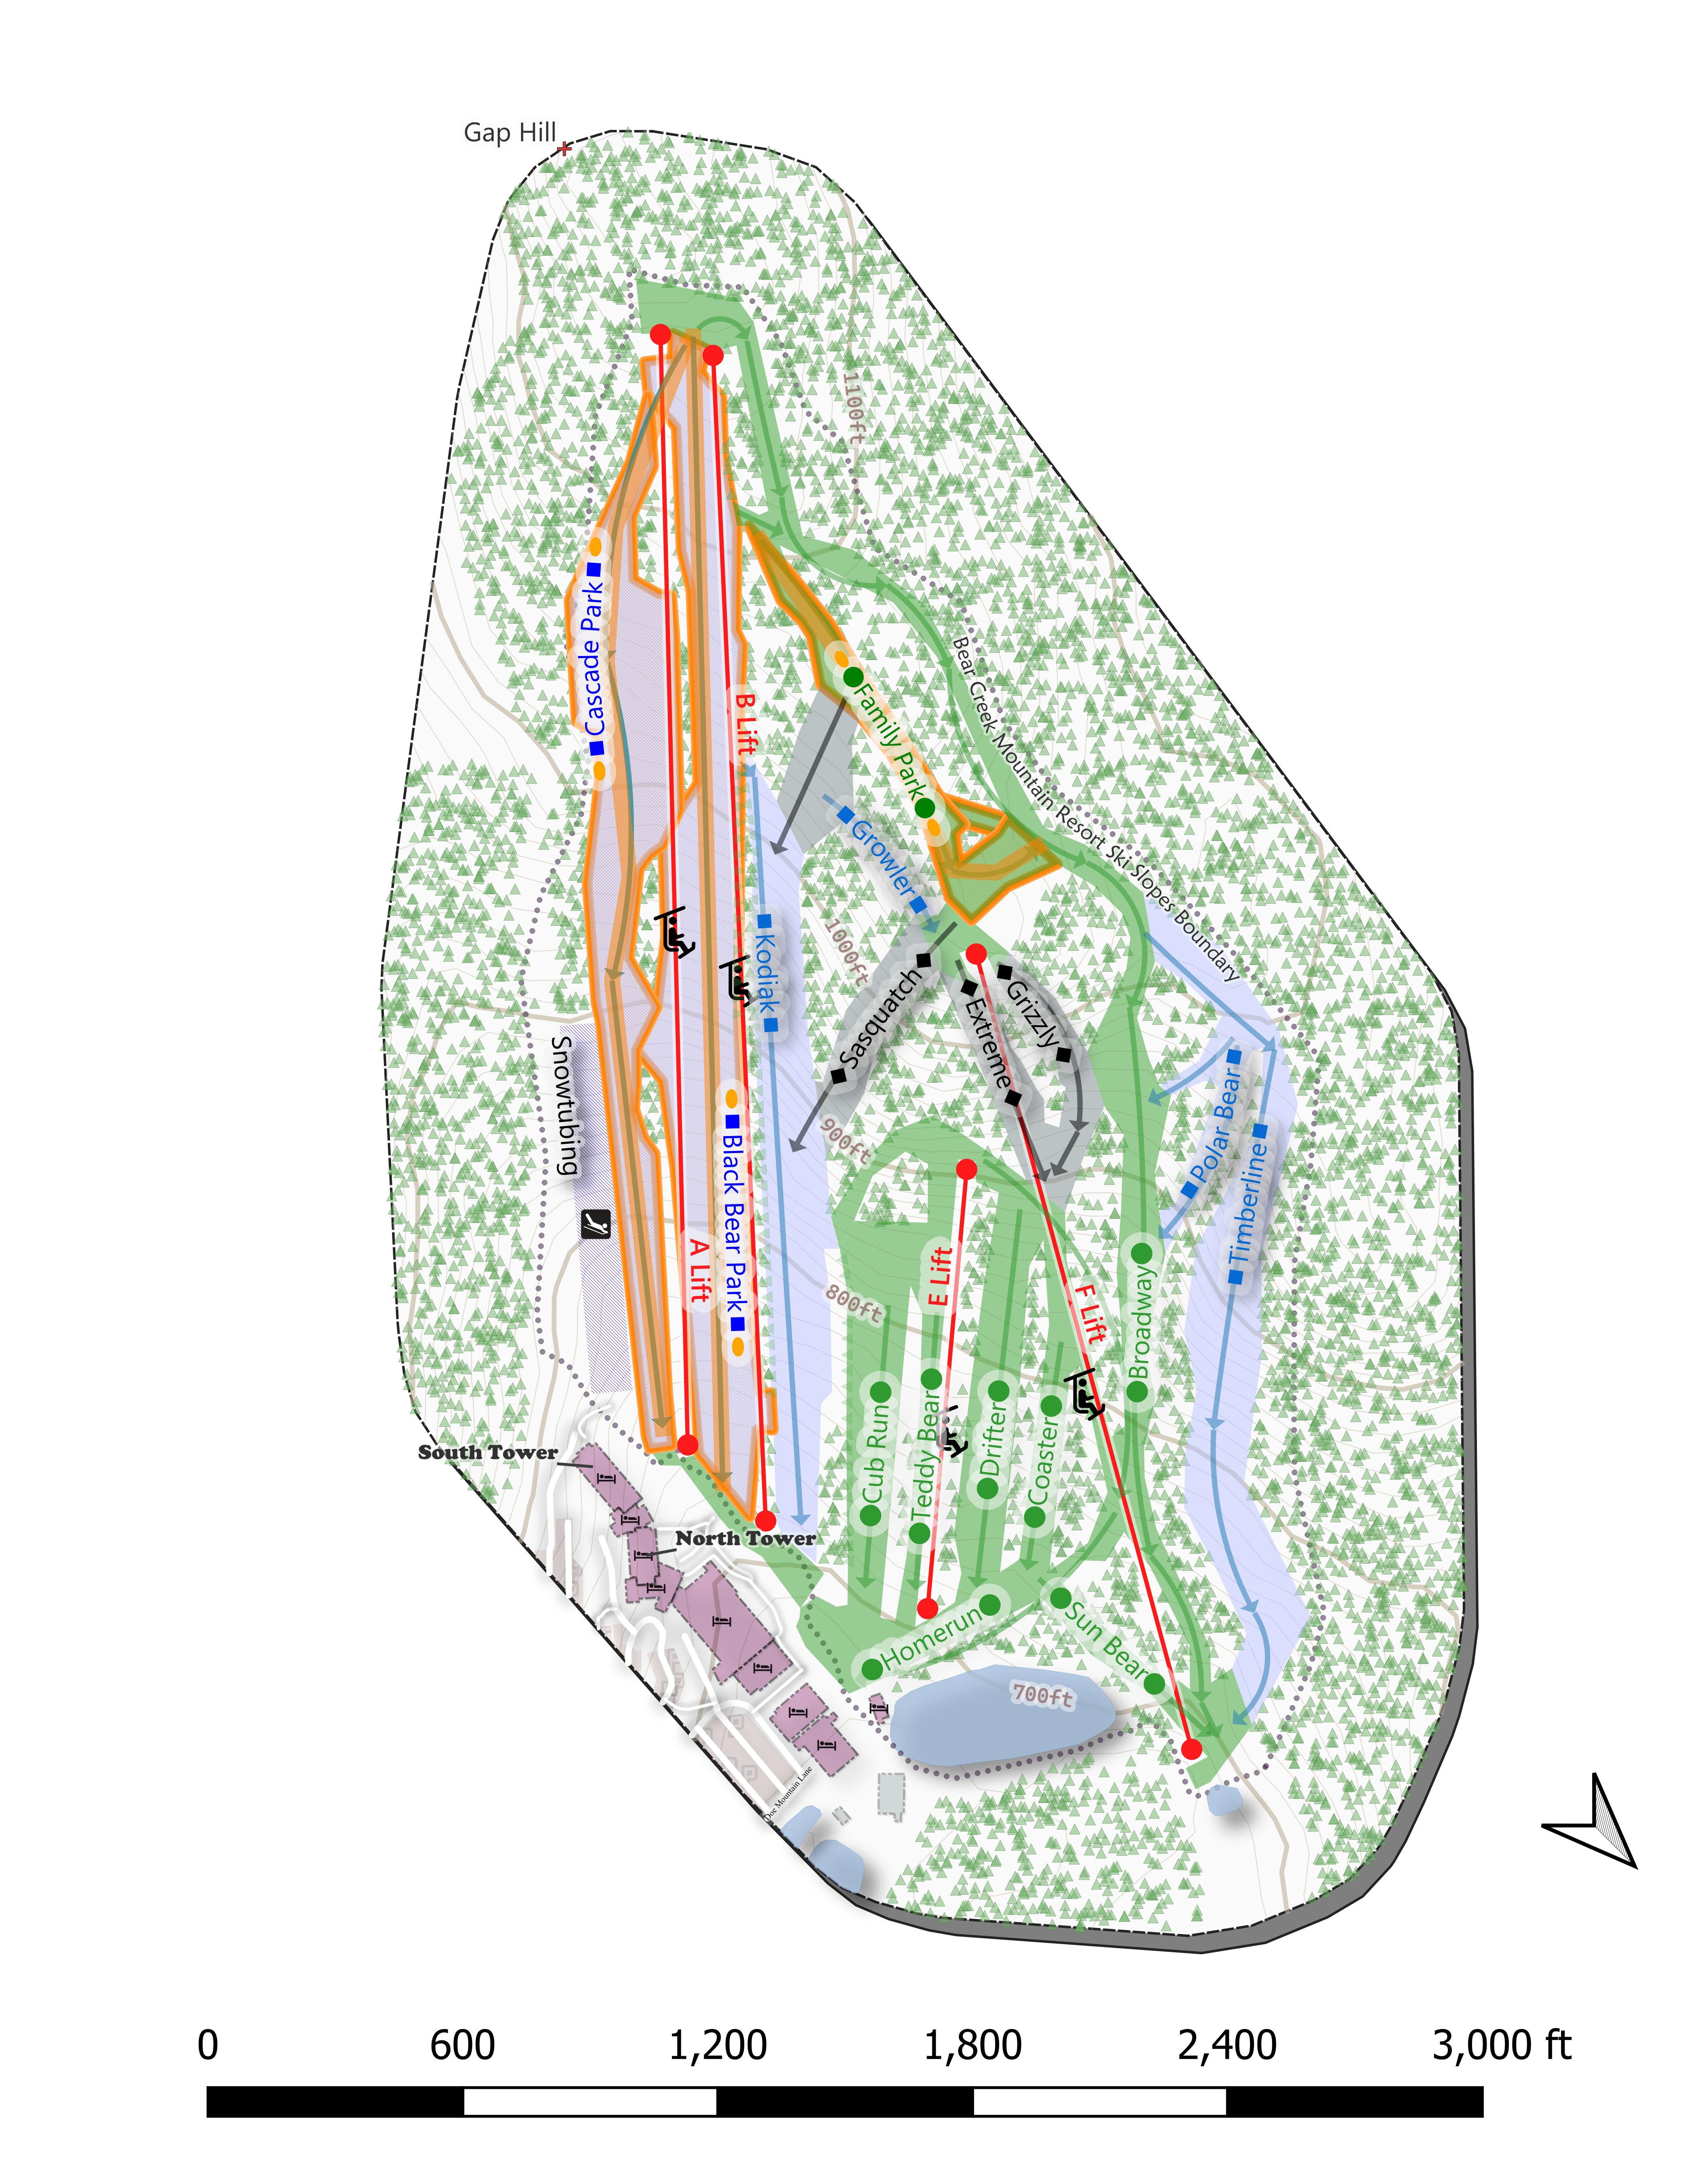 Gap Hill
1100ft
Cascade Park
B Lift
Family Park
Bear Creek Mountain Resort Ski Slopes Boundary
Growler
Kodiak
1000ft
Sasquatch
Extreme
Grizzly
Snowtubing
900ft
Polar Bear
Timberline
Black Bear Park
A Lift
E Lift
800ft
F Lift
Broadway
Cub Run
Teddy Bear
Drifter
Coaster
South Tower
North Tower
Homerun
Sun Bear
700ft
Doe Mountain Lane
0 600 1,200 1,800 2,400 3,000 ft